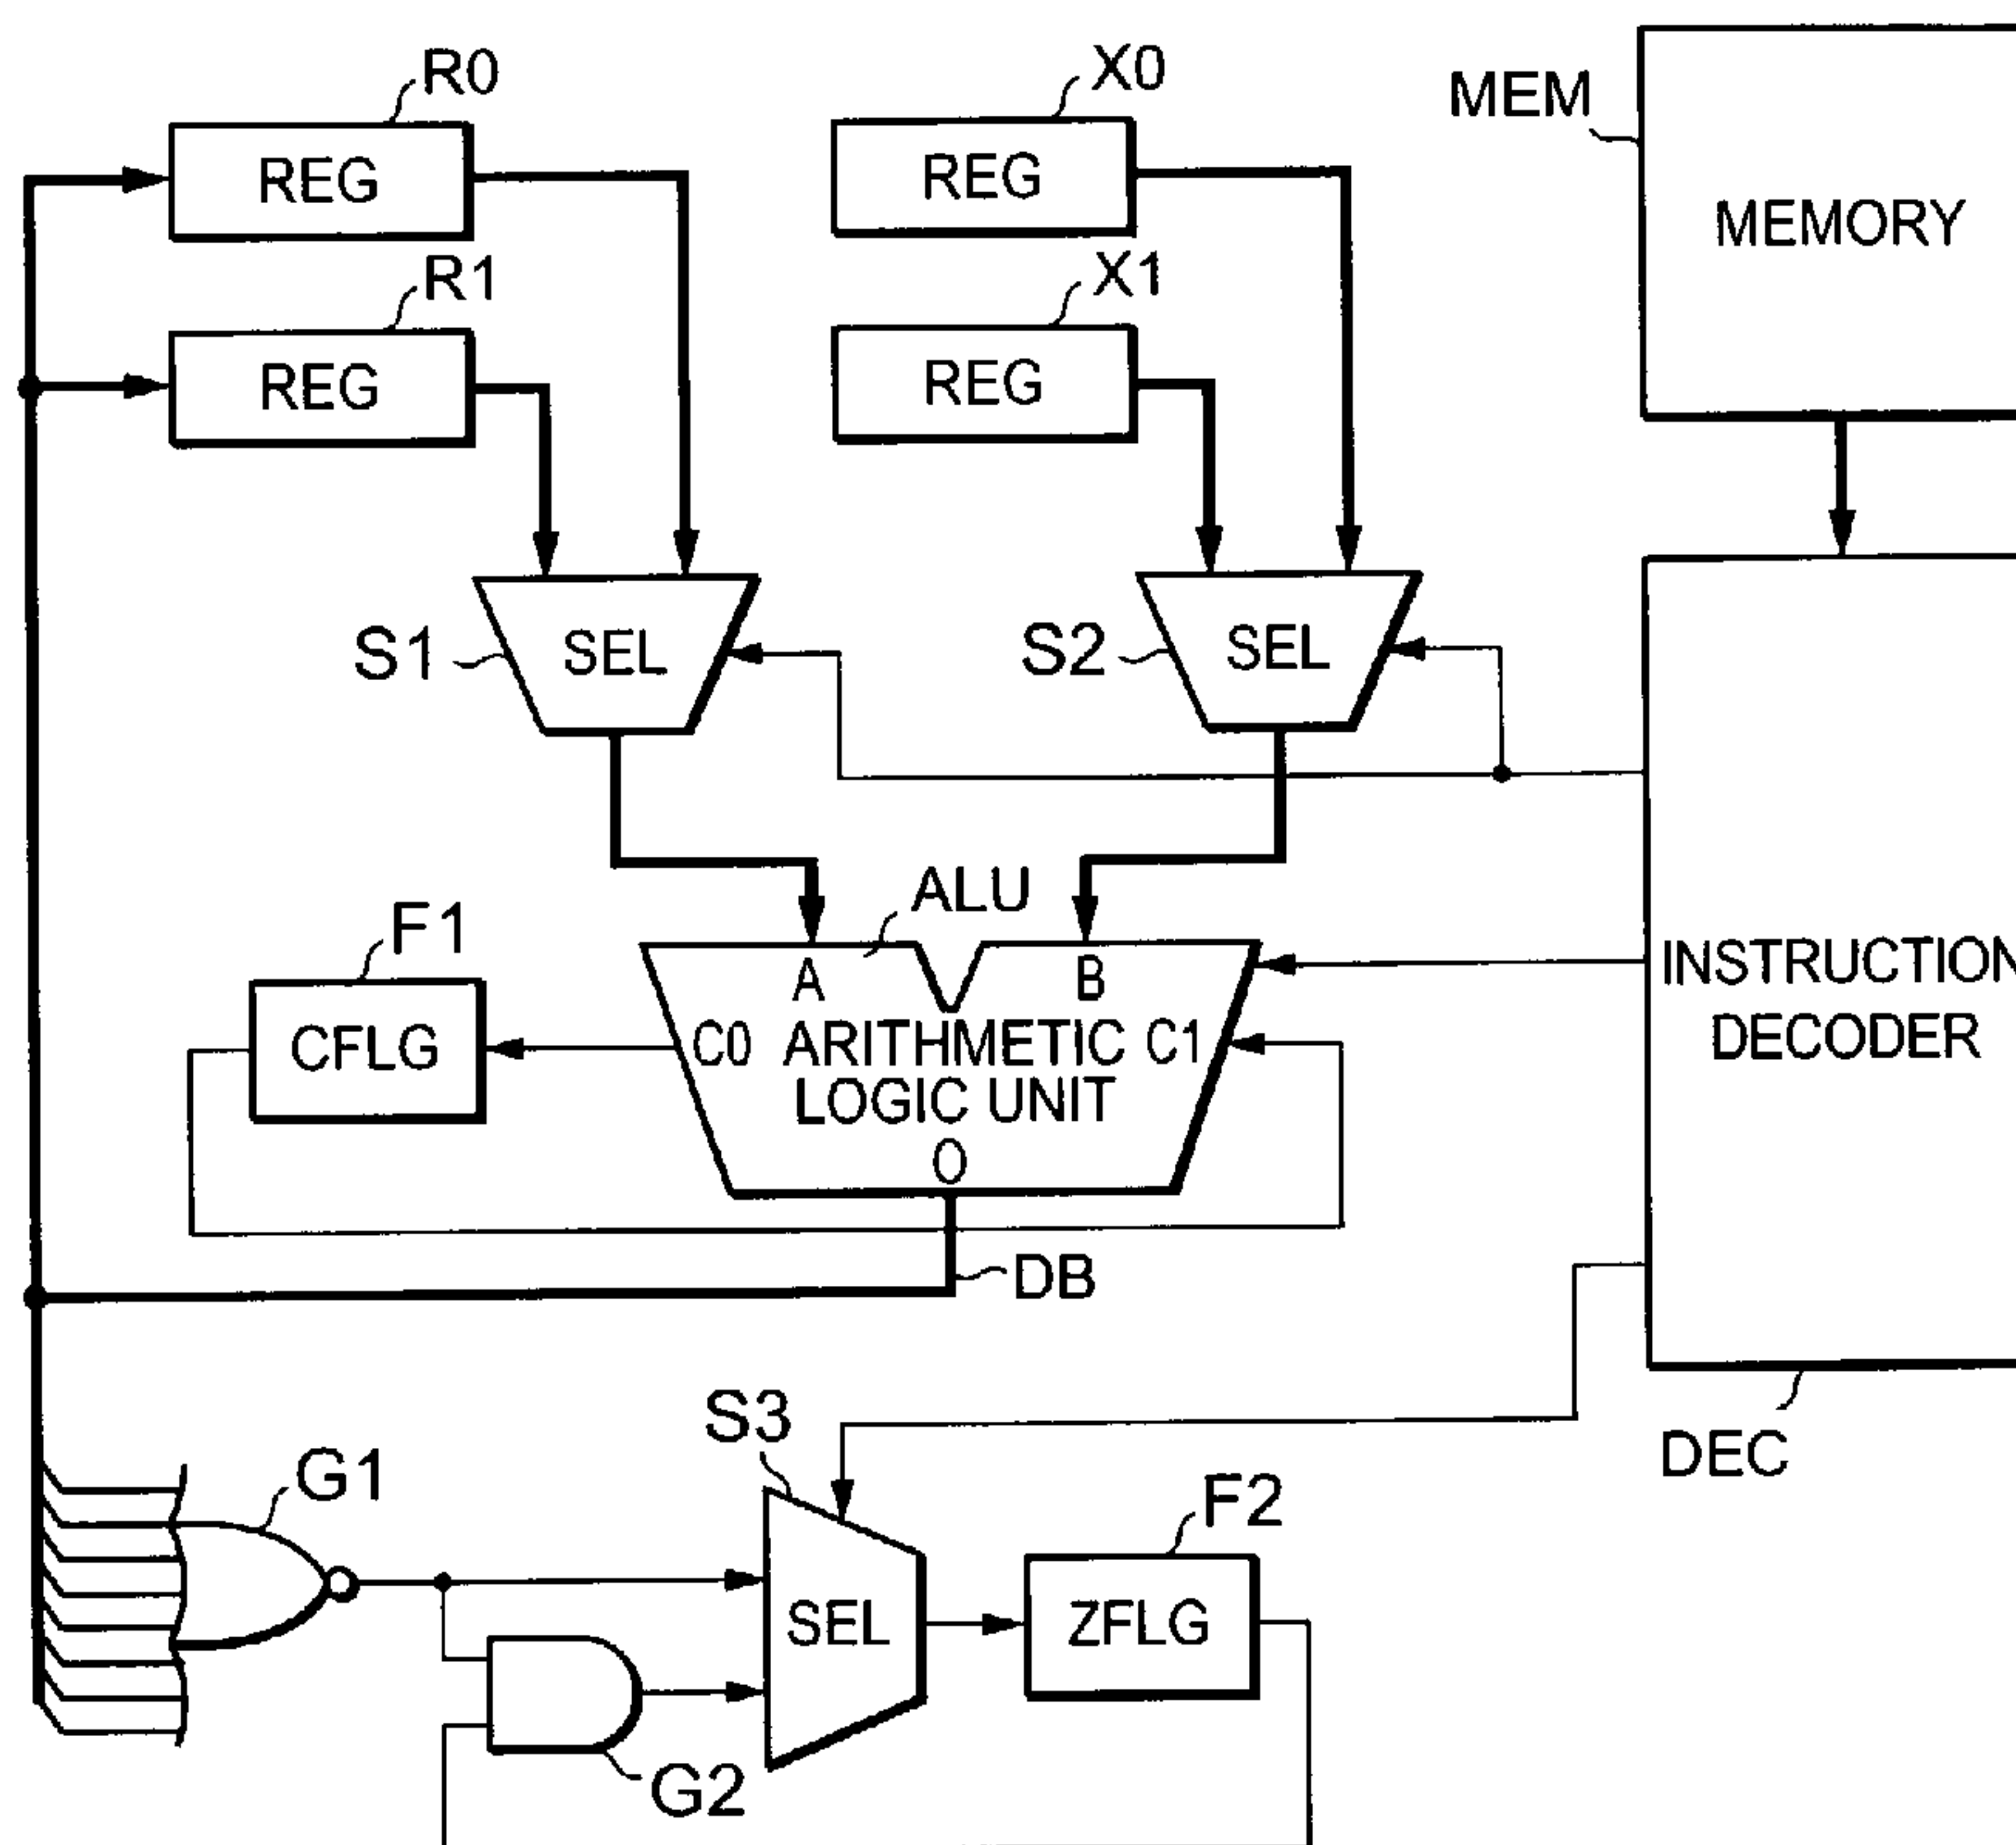 R0
X0
MEM
REG
REG
MEMORY
R1
X1
REG
REG
S1
SEL
S2
SEL
ALU
F1
A
B
INSTRUCTION
DECODER
CFLG
C0 ARITHMETIC C1
LOGIC UNIT
O
DB
S3
DEC
G1
F2
SEL
ZFLG
G2